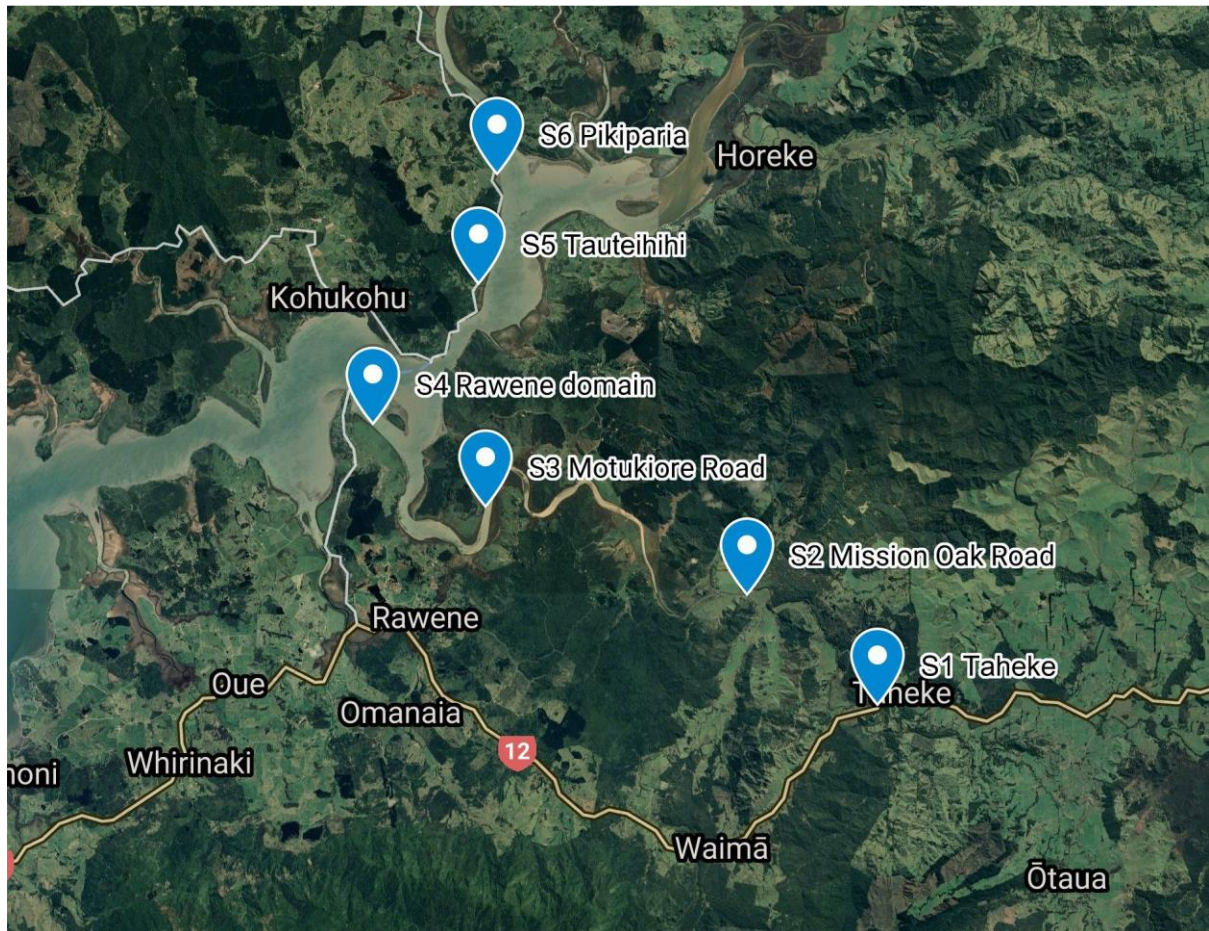 S6 Pikiparia
Horeke
S5 Tauteihihi
Kohukohu
S4 Rawene domain
S3 Motukiore Road
S2 Mission Oak Road
Rawene
S1 Taheke
Oue
Taheke
Omanaia
12
Whirinaki
noni
Waimā
Ōtaua